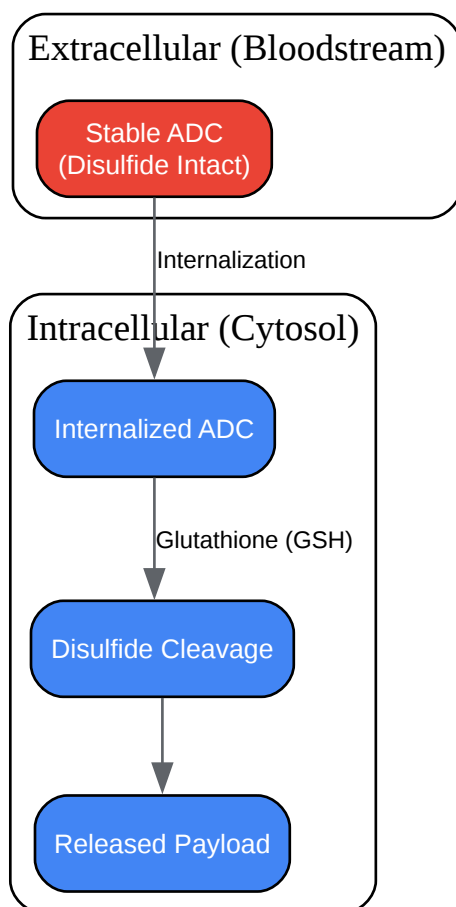 Extracellular (Bloodstream)
Stable ADC
(Disulfide Intact)
Internalization
Intracellular (Cytosol)
Internalized ADC
Glutathione (GSH)
Disulfide Cleavage
Released Payload